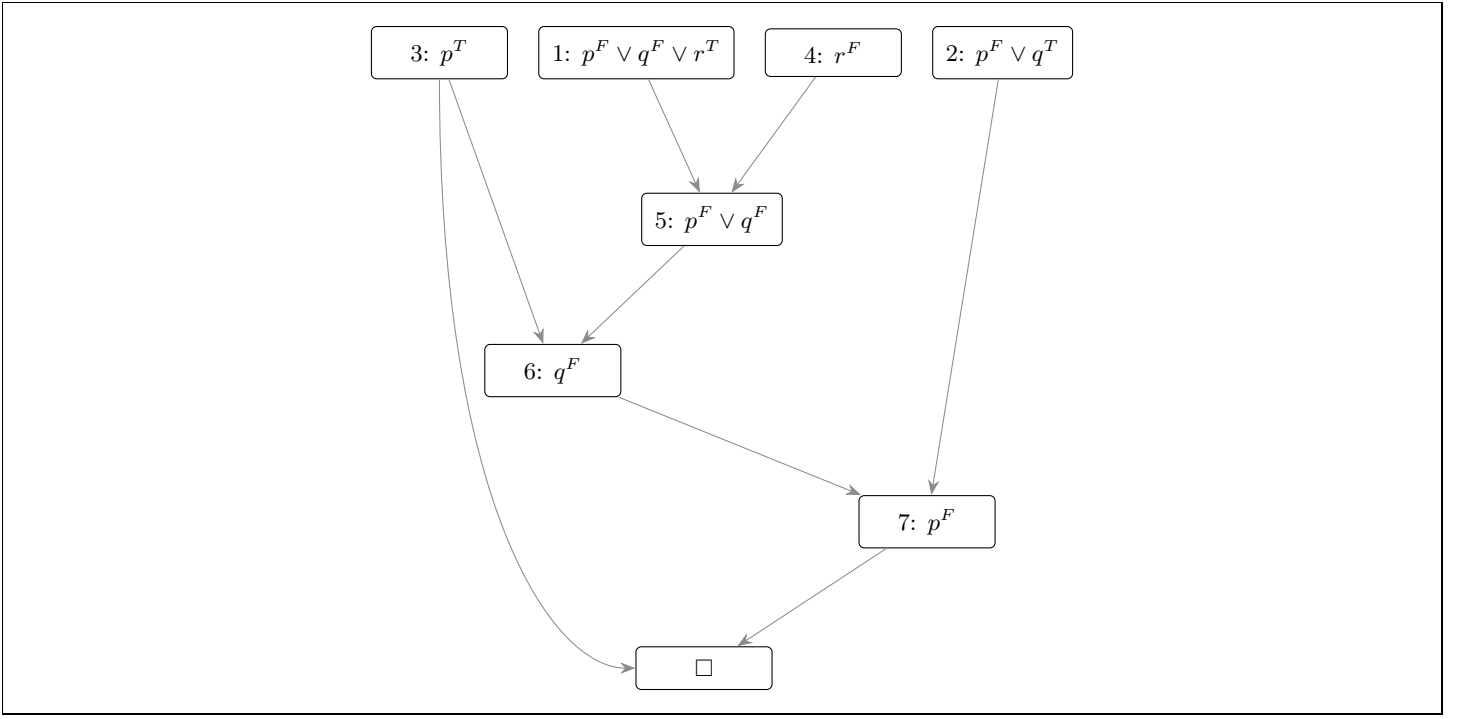 3: p^T
1: p^F ∨ q^F ∨ r^T
4: r^F
2: p^F ∨ q^T
5: p^F ∨ q^F
6: q^F
7: p^F
□